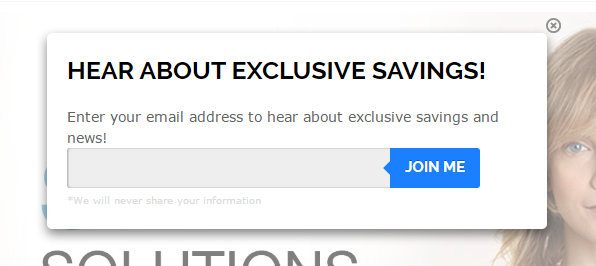 HEAR ABOUT EXCLUSIVE SAVINGS!
Enter your email address to hear about exclusive savings and
news!
JOIN ME
*We will never share your information
SOLUTIONS